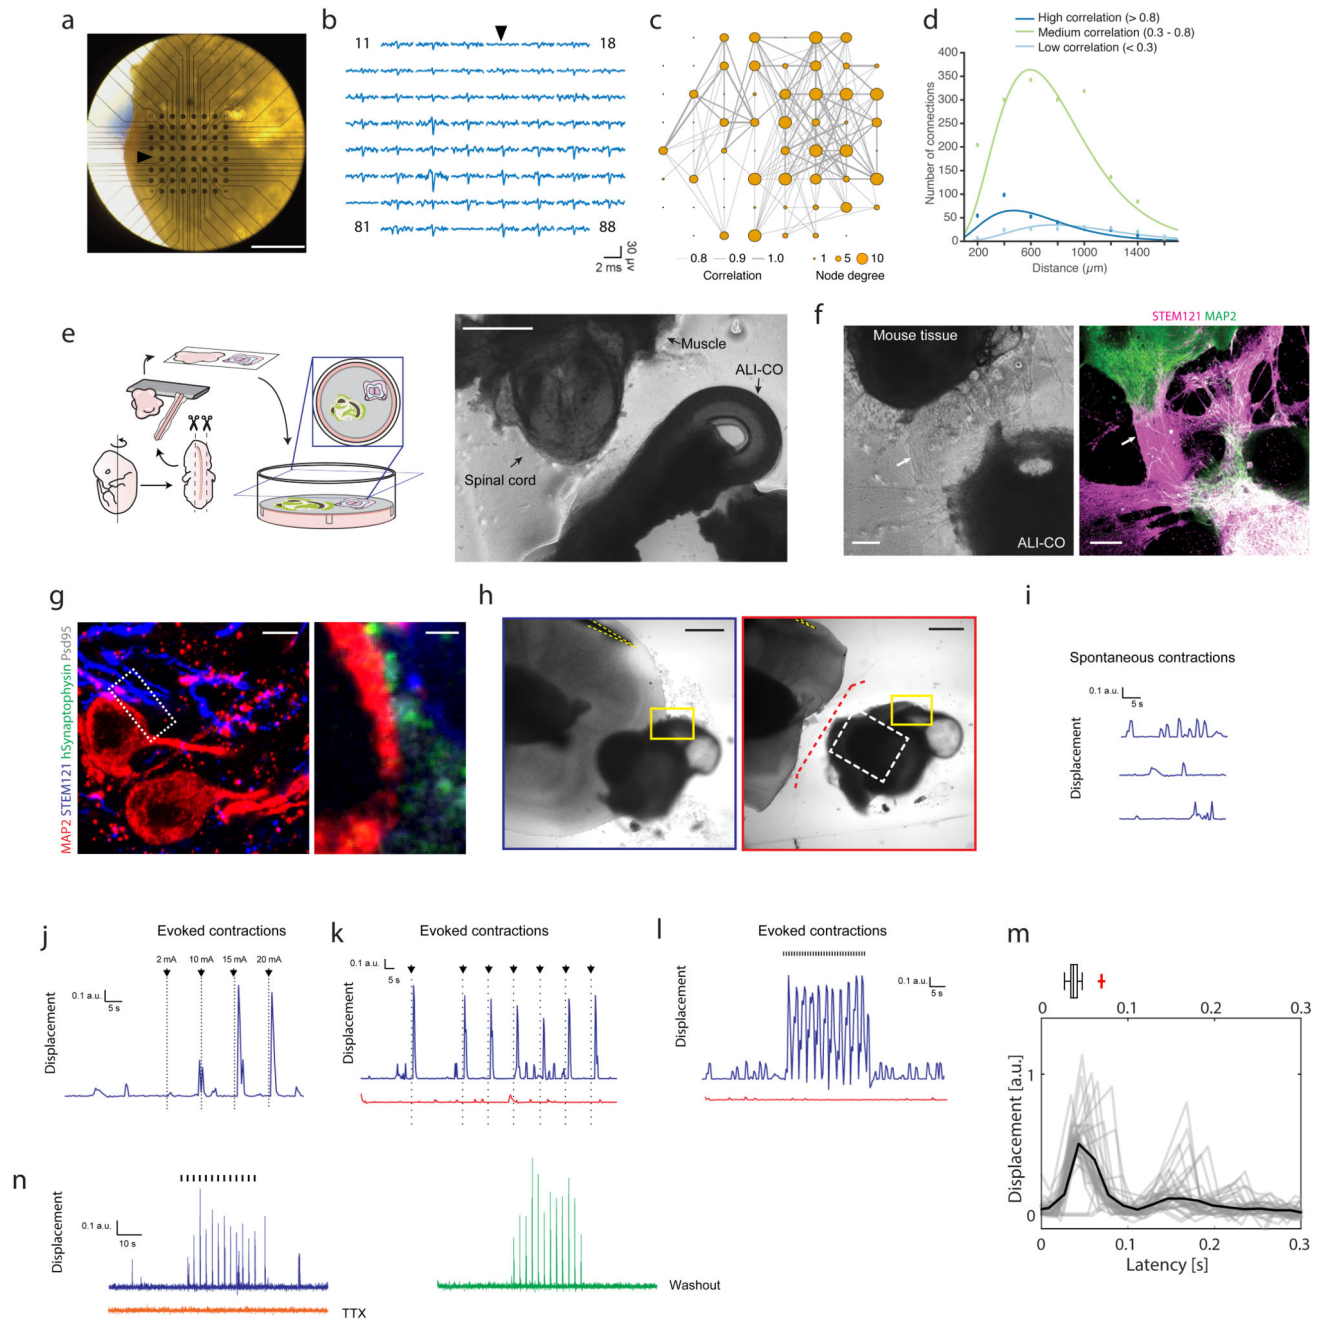 a
b
11
18
81
88
30 μv
2 ms
c
0.8
0.9
1.0
Correlation
1
5
10
Node degree
d
High correlation (> 0.8)
Medium correlation (0.3 - 0.8)
Low correlation (< 0.3)
400
350
300
250
200
150
100
50
0
Number of connections
200
600
1000
1400
Distance (μm)
e
Muscle
ALI-CO
Spinal cord
f
STEM121 MAP2
Mouse tissue
ALI-CO
g
MAP2 STEM121 hSynaptophysin Psd95
h
i
Spontaneous contractions
0.1 a.u.
5 s
Displacement
j
Evoked contractions
2 mA
10 mA
15 mA
20 mA
0.1 a.u.
5 s
Displacement
k
Evoked contractions
0.1 a.u.
5 s
Displacement
l
Evoked contractions
0.1 a.u.
5 s
Displacement
m
0
0.1
0.2
0.3
1
0
Displacement [a.u.]
0
0.1
0.2
0.3
Latency [s]
n
Displacement
0.1 a.u.
10 s
TTX
Washout